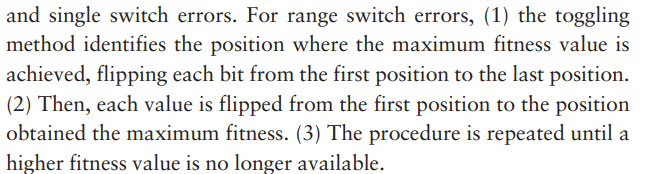 and single switch errors. For range switch errors, (1) the toggling
method identifies the position where the maximum fitness value is
achieved, flipping each bit from the first position to the last position.
(2) Then, each value is flipped from the first position to the position
obtained the maximum fitness. (3) The procedure is repeated until a
higher fitness value is no longer available.